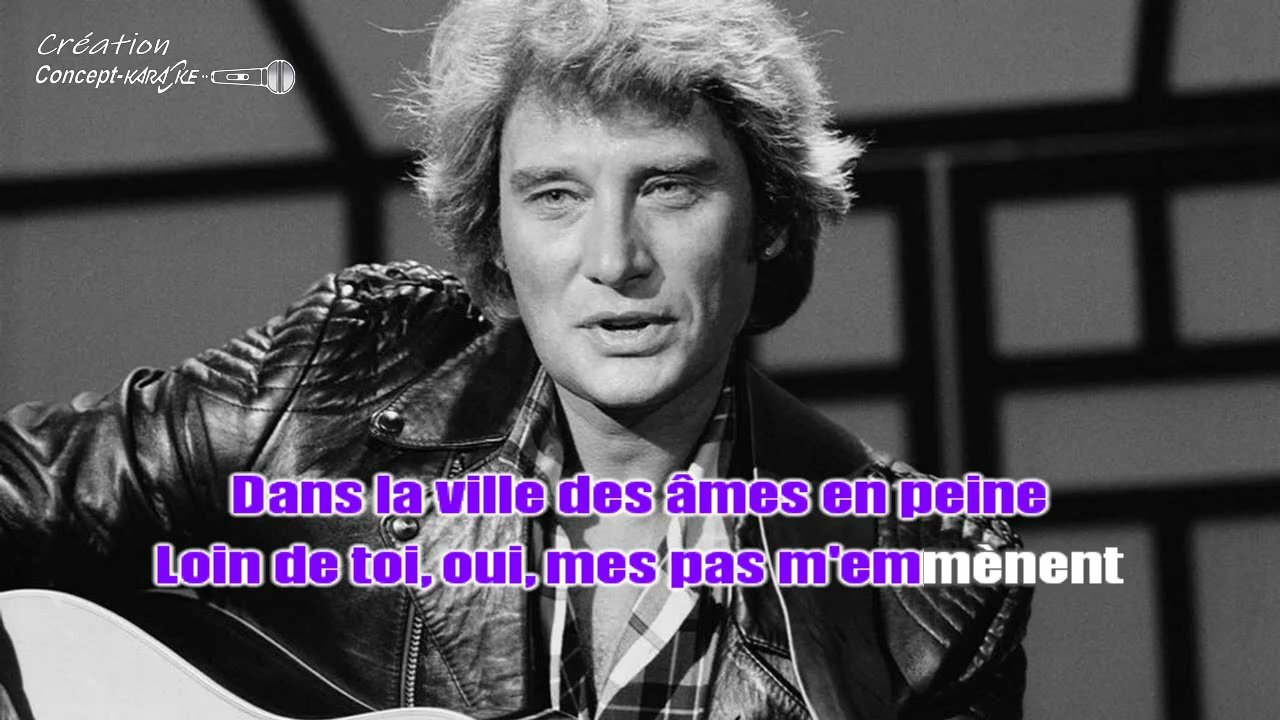 Création
Concept-KARAOKE
Dans la ville des âmes en peine
Loin de toi, oui, mes pas m'emmènent